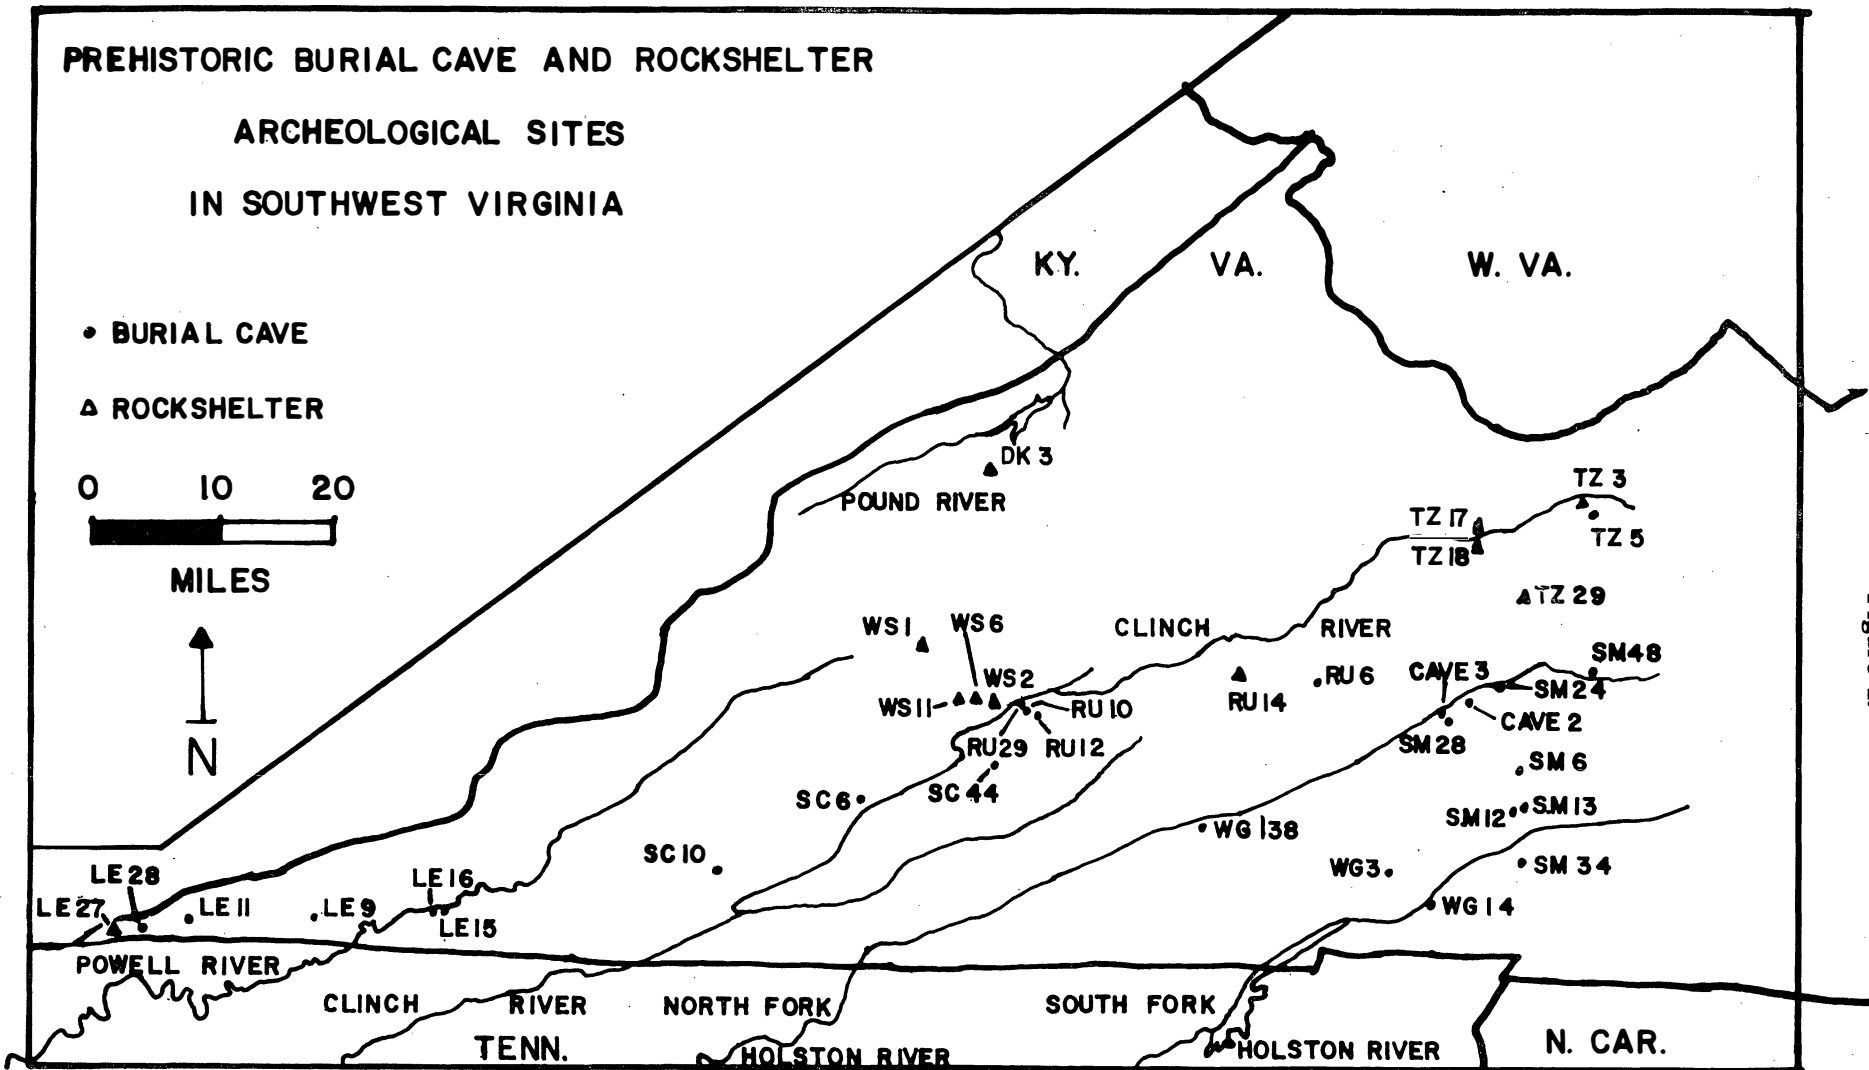 PREHISTORIC BURIAL CAVE AND ROCKSHELTER
ARCHEOLOGICAL SITES
IN SOUTHWEST VIRGINIA
KY.
VA.
W. VA.
BURIAL CAVE
ROCKSHELTER
0 10 20
MILES
N
DK 3
POUND RIVER
TZ 3
TZ 17
TZ 5
TZ 18
TZ 29
WS 1
WS 6
CLINCH RIVER
WS 2
WS 11
RU 10
RU 14
RU 6
CAVE 3
SM 48
SM 24
CAVE 2
RU 29
RU 12
SM 28
SM 6
SC 6
SC 44
SM 12
SM 13
WG 138
SC 10
WG 3
SM 34
WG 14
LE 28
LE 27
LE 11
LE 9
LE 16
LE 15
POWELL RIVER
CLINCH RIVER
NORTH FORK
HOLSTON RIVER
SOUTH FORK
HOLSTON RIVER
TENN.
N. CAR.